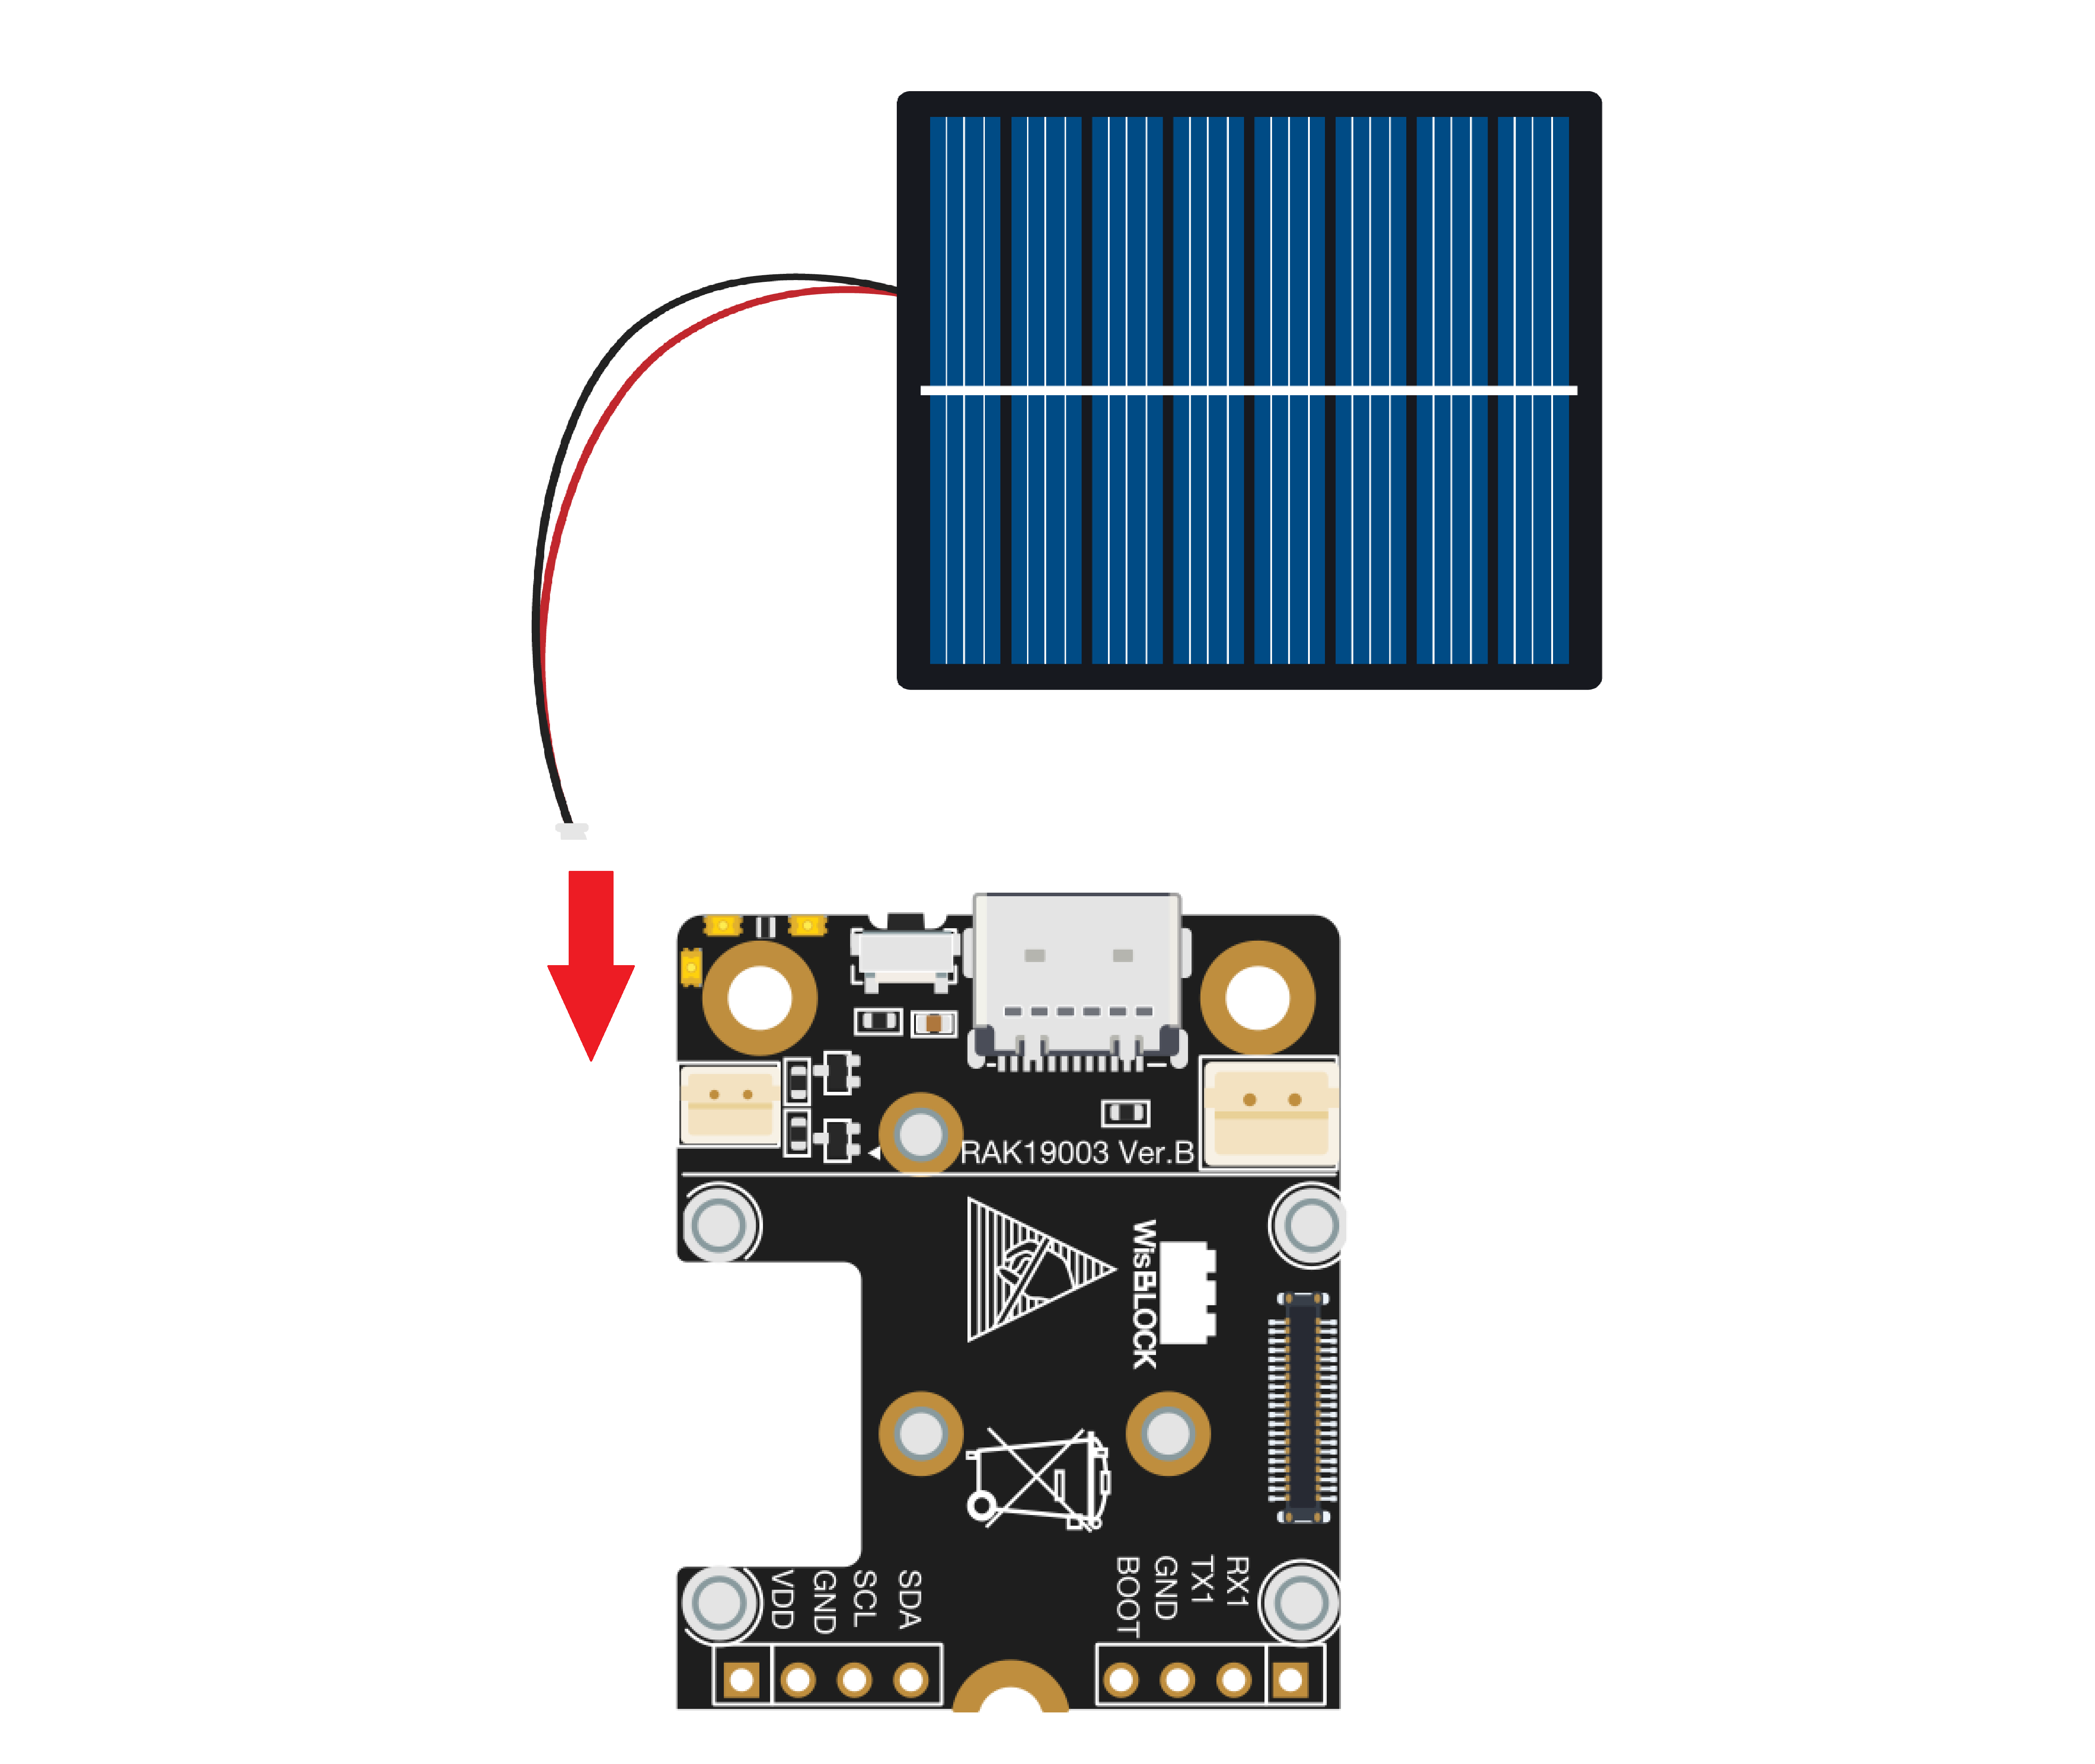 RAK19003 Ver.B
WisBLOCK
VDD
GND
SCL
SDA
BOOT
GND
TX1
RX1